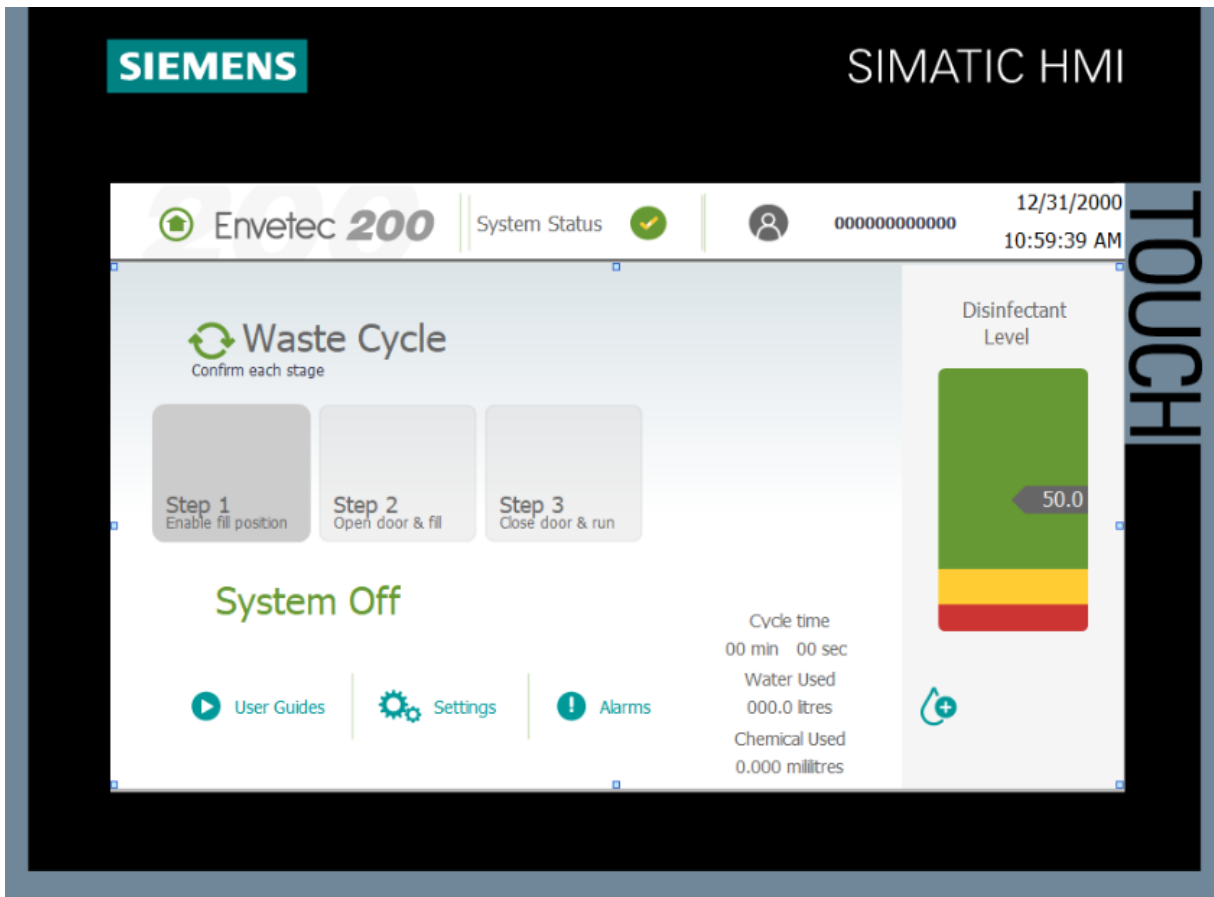 SIEMENS
SIMATIC HMI
TOUCH
200
Envetec 200
System Status
000000000000
12/31/2000
10:59:39 AM
Waste Cycle
Confirm each stage
Step 1
Enable fill position
Step 2
Open door & fill
Step 3
Close door & run
System Off
User Guides
Settings
Alarms
Cycle time
00 min 00 sec
Water Used
000.0 litres
Chemical Used
0.000 mililitres
Disinfectant
Level
50.0